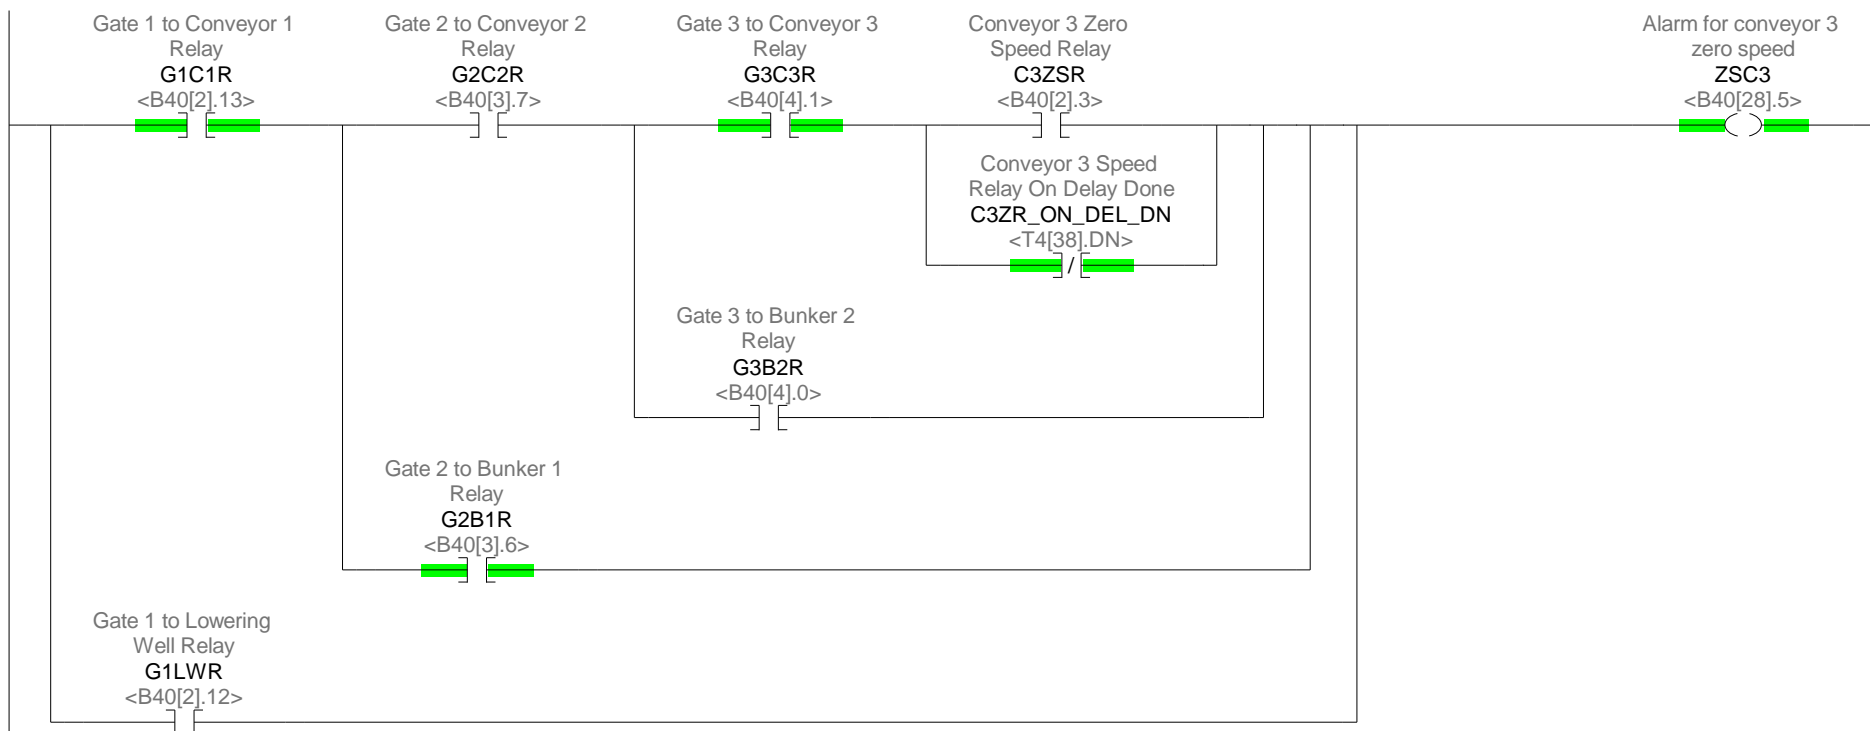 Gate 1 to Conveyor 1
Relay
G1C1R
<B40[2].13>
Gate 2 to Conveyor 2
Relay
G2C2R
<B40[3].7>
Gate 3 to Conveyor 3
Relay
G3C3R
<B40[4].1>
Conveyor 3 Zero
Speed Relay
C3ZSR
<B40[2].3>
Alarm for conveyor 3
zero speed
ZSC3
<B40[28].5>
Conveyor 3 Speed
Relay On Delay Done
C3ZR_ON_DEL_DN
<T4[38].DN>
/
Gate 3 to Bunker 2
Relay
G3B2R
<B40[4].0>
Gate 2 to Bunker 1
Relay
G2B1R
<B40[3].6>
Gate 1 to Lowering
Well Relay
G1LWR
<B40[2].12>